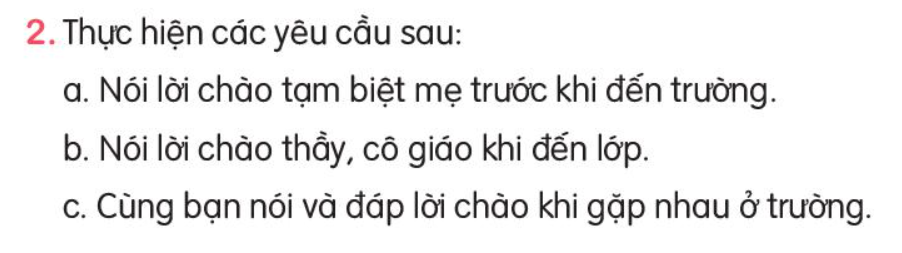 2. Thực hiện các yêu cầu sau:
a. Nói lời chào tạm biệt mẹ trước khi đến trường.
b. Nói lời chào thầy, cô giáo khi đến lớp.
c. Cùng bạn nói và đáp lời chào khi gặp nhau ở trường.